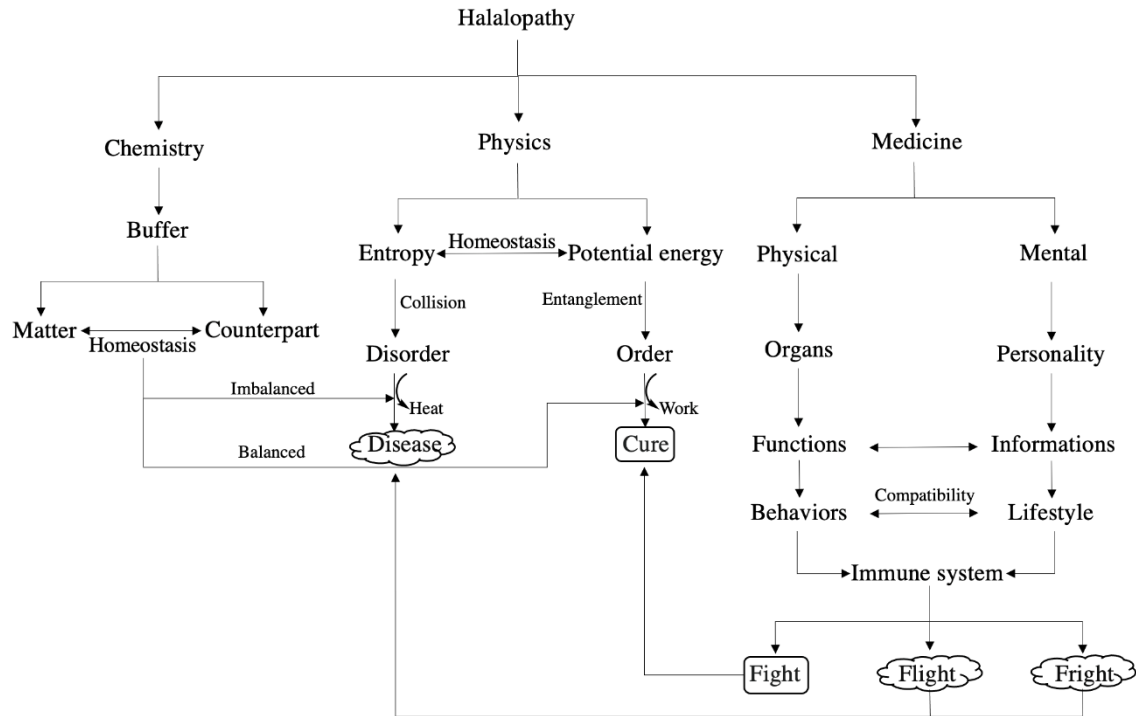 Halalopathy
Chemistry
Physics
Medicine
Buffer
Entropy
Homeostasis
Potential energy
Physical
Mental
Collision
Entanglement
Matter
Counterpart
Homeostasis
Disorder
Order
Organs
Personality
Imbalanced
Heat
Work
Balanced
Disease
Cure
Functions
Informations
Behaviors
Compatibility
Lifestyle
Immune system
Fight
Flight
Fright